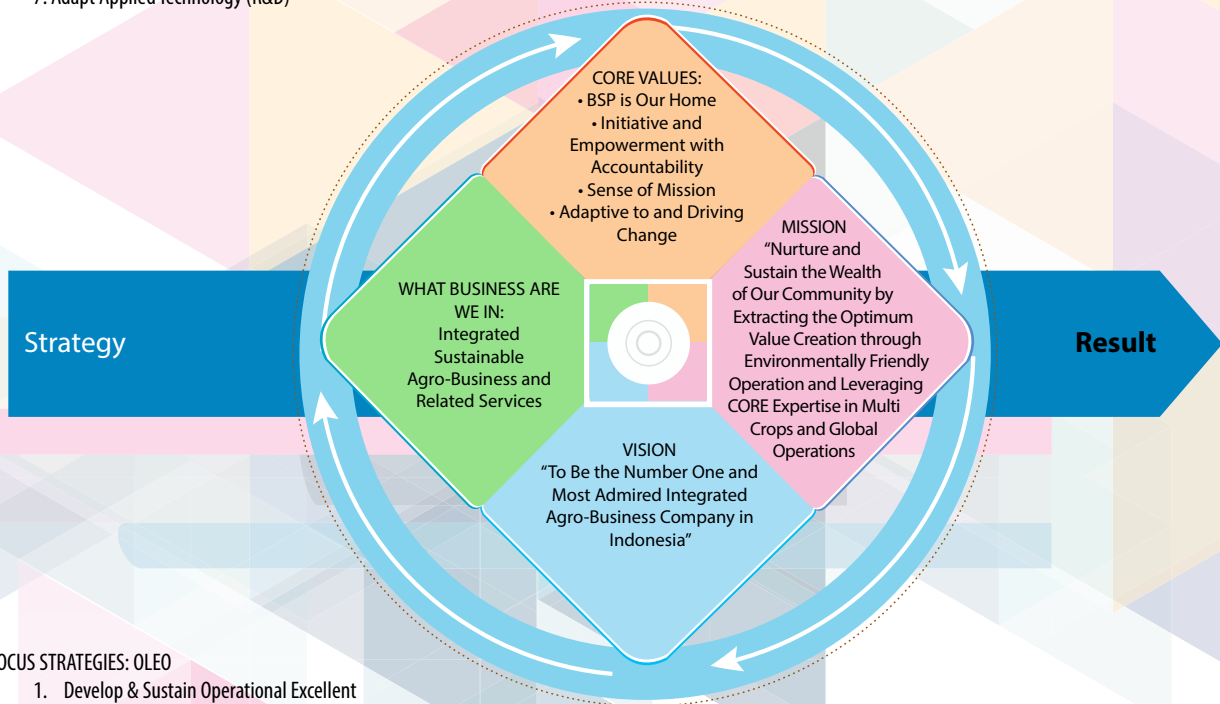 7. Adapt Applied Technology (R&D)
CORE VALUES:
• BSP is Our Home
• Initiative and
Empowerment with
Accountability
• Sense of Mission
• Adaptive to and Driving
Change
MISSION
“Nurture and
Sustain the Wealth
of Our Community by
Extracting the Optimum
Value Creation through
Environmentally Friendly
Operation and Leveraging
CORE Expertise in Multi
Crops and Global
Operations
WHAT BUSINESS ARE
WE IN:
Integrated
Sustainable
Agro-Business and
Related Services
Strategy
Result
VISION
“To Be the Number One and
Most Admired Integrated
Agro-Business Company in
Indonesia”
OCUS STRATEGIES: OLEO
1. Develop & Sustain Operational Excellent